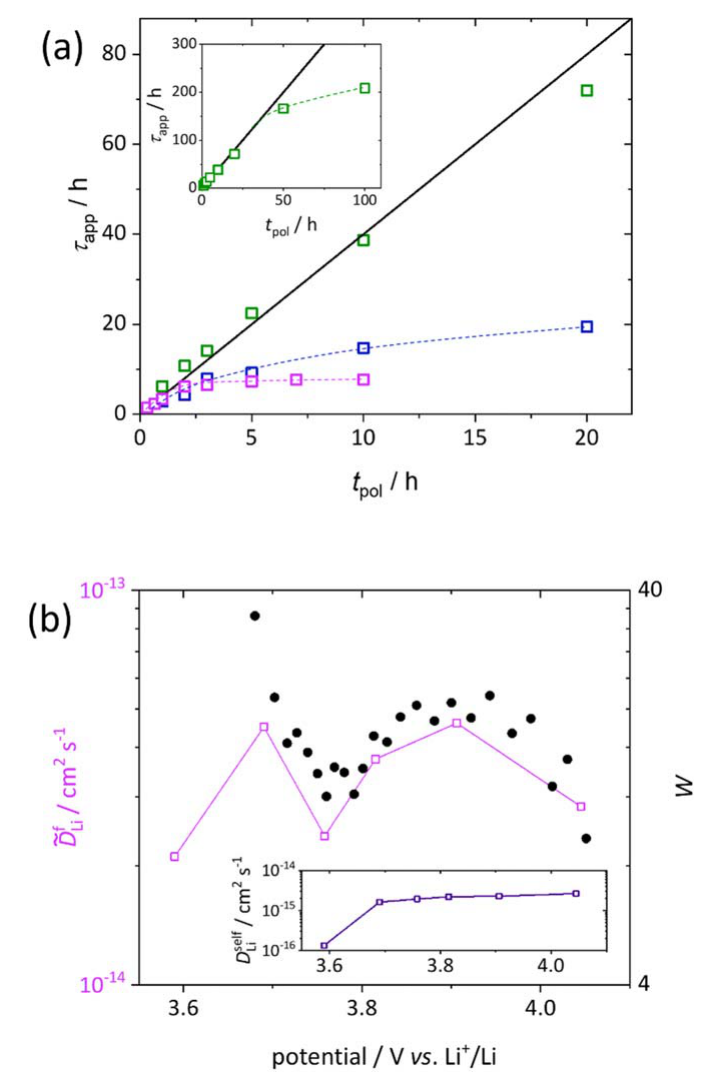 (a)
τapp / h
80
60
40
20
0
0 5 10 15 20
tpol / h
τapp / h
300
200
100
0
0 50 100
tpol / h
(b)
D̃ᶠLi / cm² s⁻¹
10⁻¹³
10⁻¹⁴
40
4
W
DselfLi / cm² s⁻¹
10⁻¹⁴
10⁻¹⁵
10⁻¹⁶
3.6 3.8 4.0
3.6 3.8 4.0
potential / V vs. Li⁺/Li